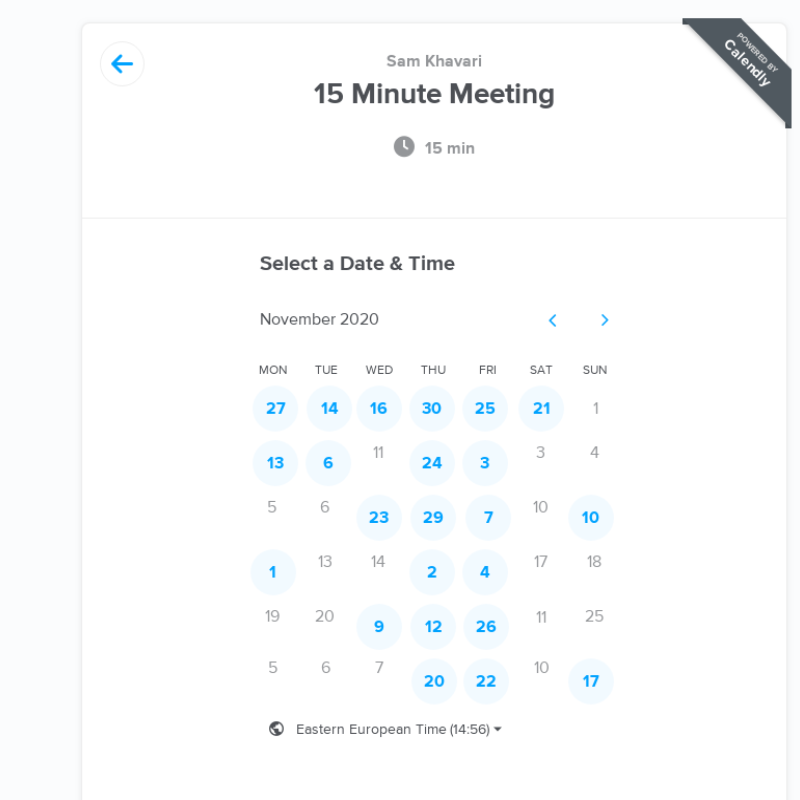 POWERED BY
Calendly
Sam Khavari
15 Minute Meeting
15 min
Select a Date & Time
November 2020
MON TUE WED THU FRI SAT SUN
27 14 16 30 25 21 1
13 6 11 24 3 3 4
5 6 23 29 7 10 10
1 13 14 2 4 17 18
19 20 9 12 26 11 25
5 6 7 20 22 10 17
Eastern European Time (14:56)